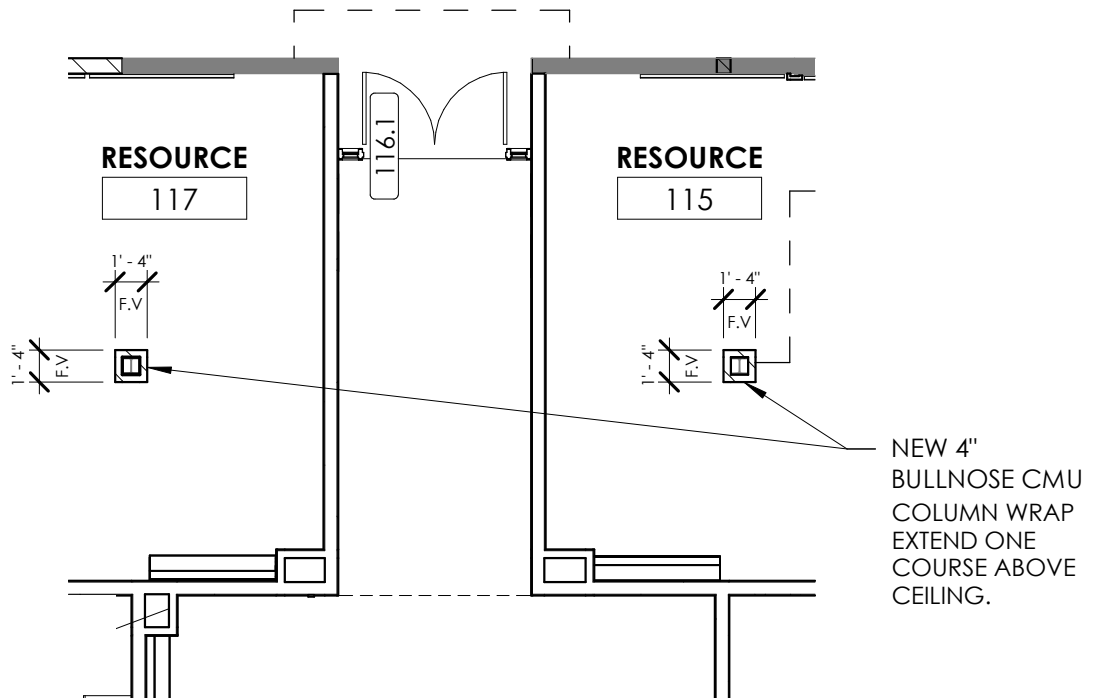 116.1
RESOURCE
117
RESOURCE
115
1' - 4"
F.V
1' - 4"
F.V
1' - 4"
F.V
1' - 4"
F.V
NEW 4"
BULLNOSE CMU
COLUMN WRAP
EXTEND ONE
COURSE ABOVE
CEILING.